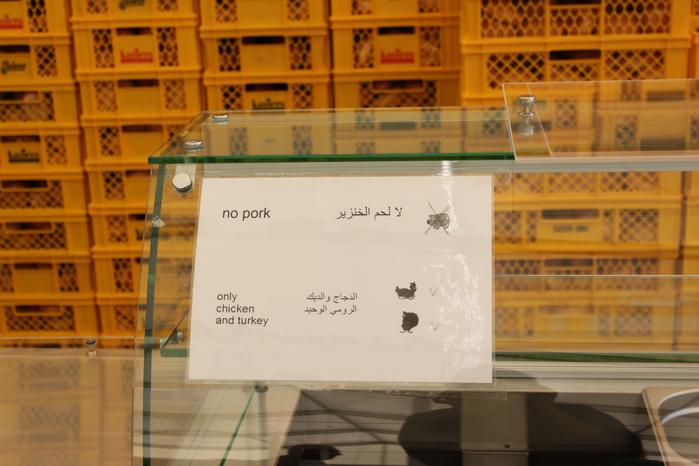 no pork
لا لحم الخنزير
only
chicken
and turkey
الدجاج والديك
الرومي الوحيد